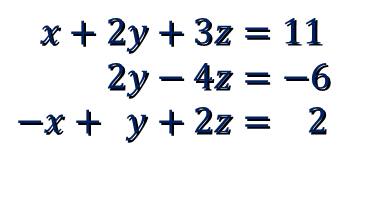 x + 2y + 3z = 11
2y − 4z = −6
−x + y + 2z = 2